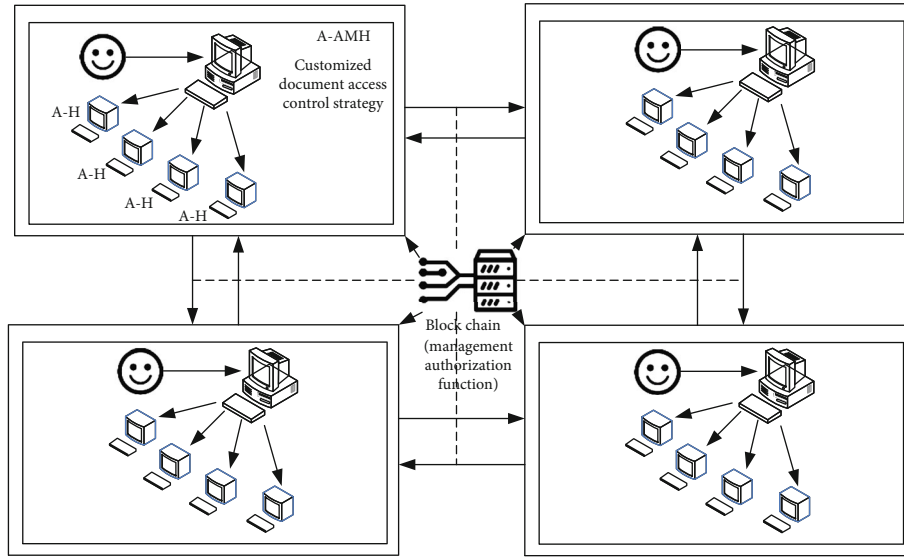 A-AMH
Customized
document access
control strategy
A-H
A-H
A-H
A-H
Block chain
(management
authorization
function)